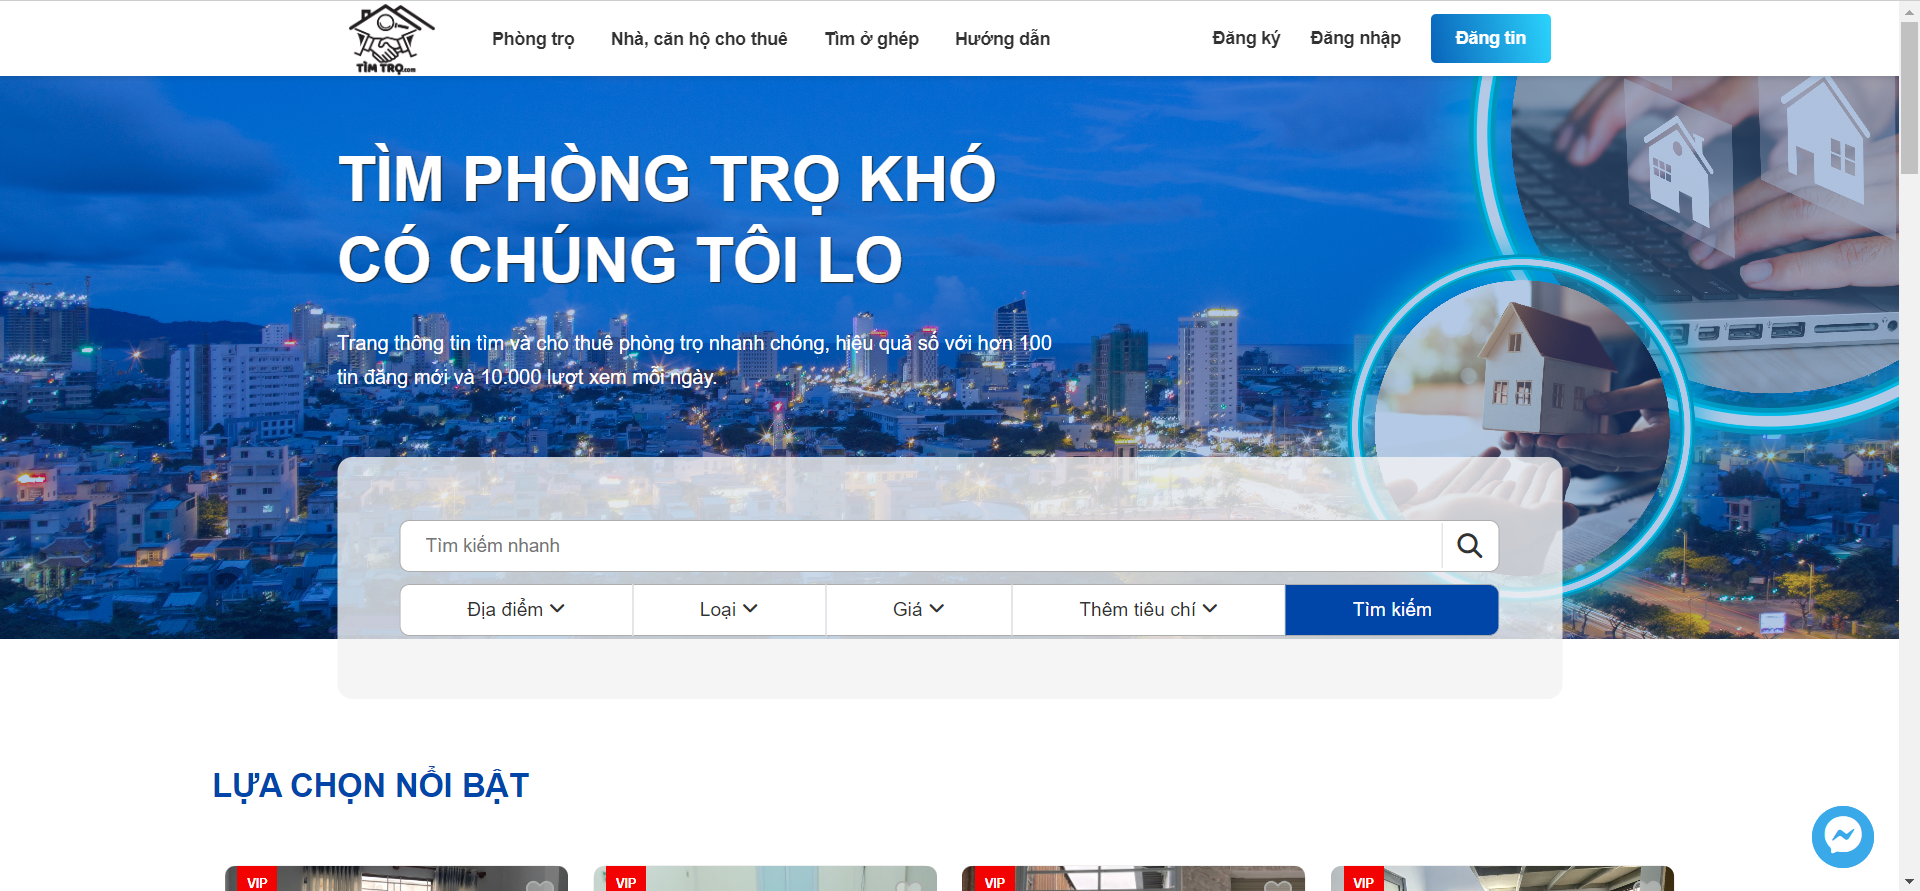 TÌM TRỌ.com
Phòng trọ
Nhà, căn hộ cho thuê
Tìm ở ghép
Hướng dẫn
Đăng ký
Đăng nhập
Đăng tin
TÌM PHÒNG TRỌ KHÓ
CÓ CHÚNG TÔI LO
Trang thông tin tìm và cho thuê phòng trọ nhanh chóng, hiệu quả số với hơn 100
tin đăng mới và 10.000 lượt xem mỗi ngày.
Tìm kiếm nhanh
Địa điểm
Loại
Giá
Thêm tiêu chí
Tìm kiếm
LỰA CHỌN NỔI BẬT
VIP
VIP
VIP
VIP